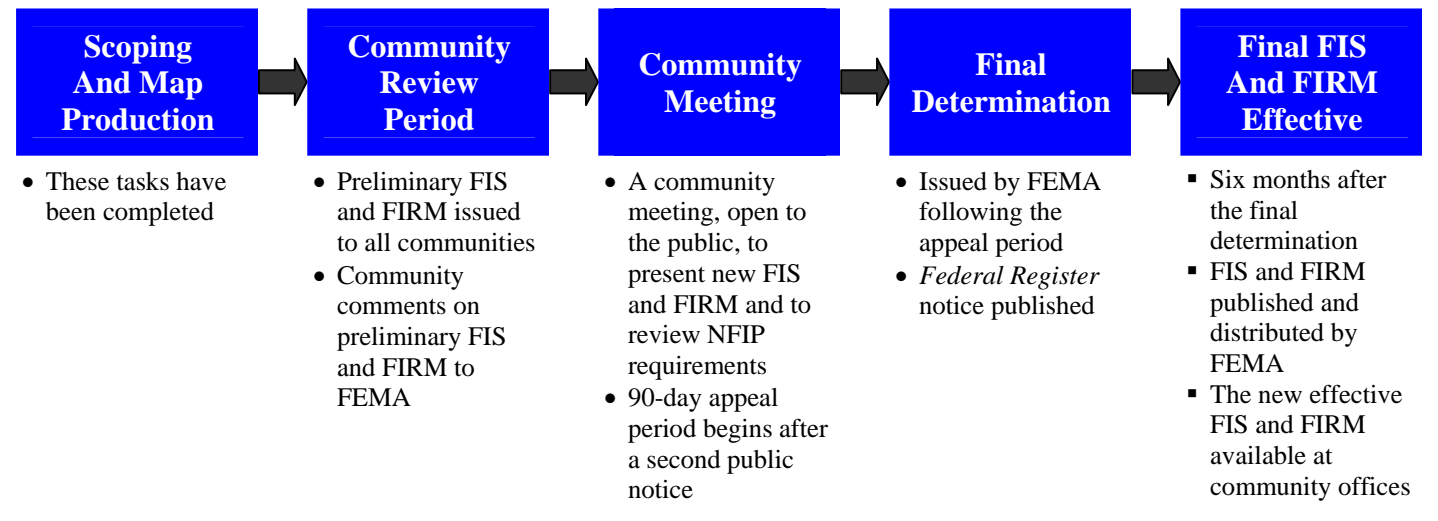 Scoping
And Map
Production
• These tasks have
been completed
Community
Review
Period
• Preliminary FIS
and FIRM issued
to all communities
• Community
comments on
preliminary FIS
and FIRM to
FEMA
Community
Meeting
• A community
meeting, open to
the public, to
present new FIS
and FIRM and to
review NFIP
requirements
• 90-day appeal
period begins after
a second public
notice
Final
Determination
• Issued by FEMA
following the
appeal period
• Federal Register
notice published
Final FIS
And FIRM
Effective
▪ Six months after
the final
determination
▪ FIS and FIRM
published and
distributed by
FEMA
▪ The new effective
FIS and FIRM
available at
community offices